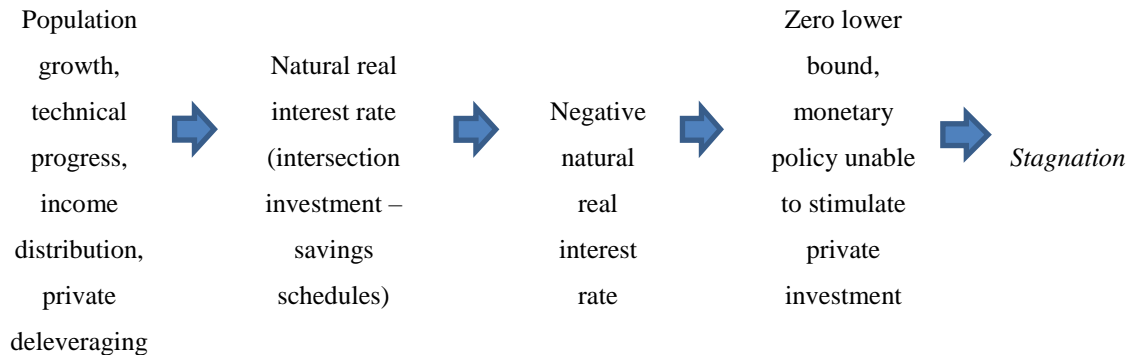 Population
growth,
technical
progress,
income
distribution,
private
deleveraging
Natural real
interest rate
(intersection
investment –
savings
schedules)
Negative
natural
real
interest
rate
Zero lower
bound,
monetary
policy unable
to stimulate
private
investment
Stagnation